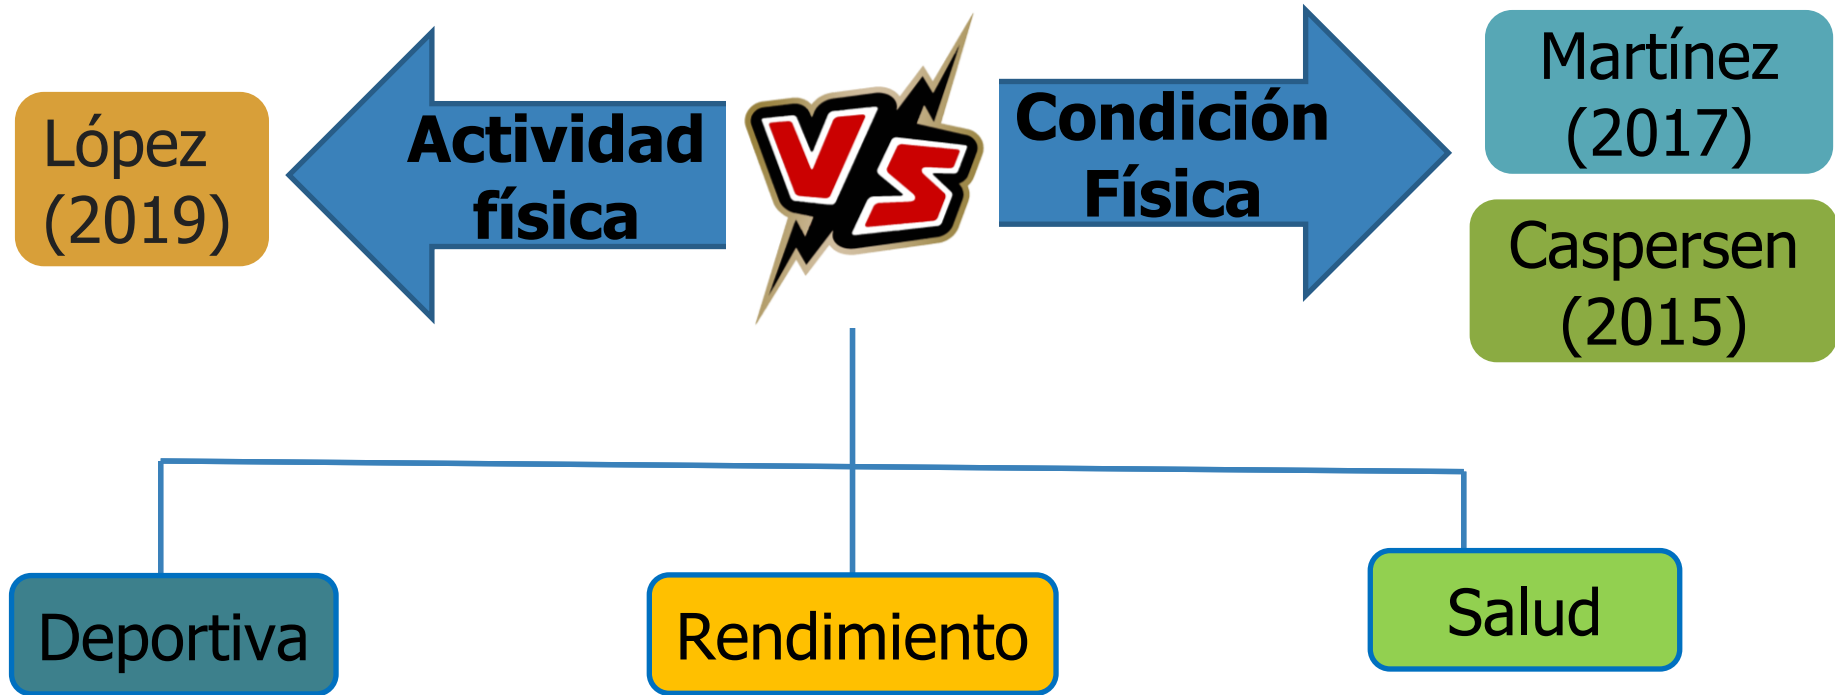 López
(2019)
Actividad
física
VS
Condición
Física
Martínez
(2017)
Caspersen
(2015)
Deportiva
Rendimiento
Salud